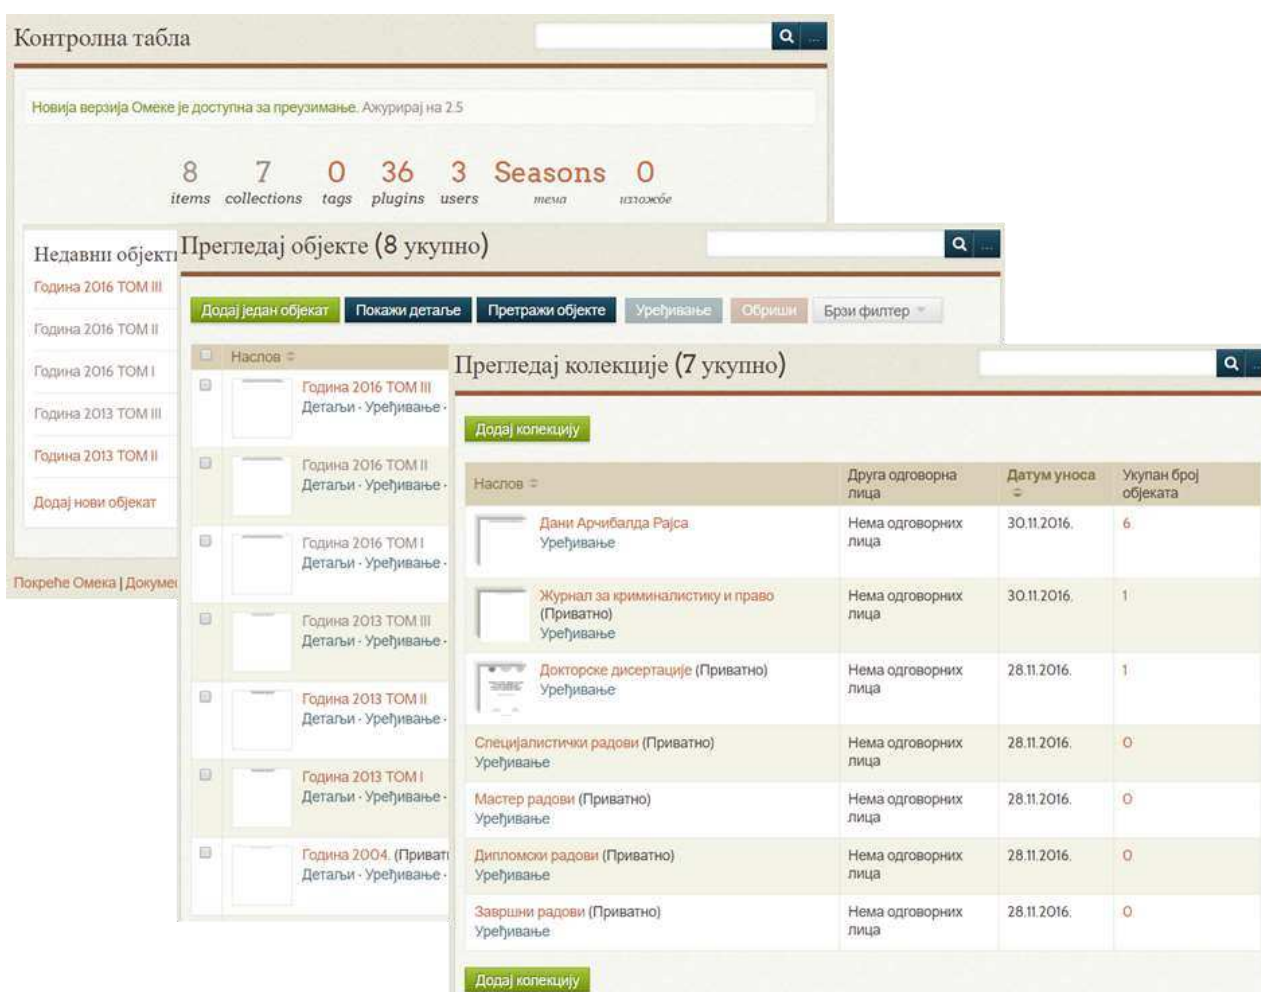 Контролна табла
...
Новија верзија Омеке је доступна за преузимање. Ажурирај на 2.5
8 7 0 36 3 Seasons 0
items collections tags plugins users тема изложбе
Недавни објекти
Година 2016 ТОМ III
Година 2016 ТОМ II
Година 2016 ТОМ I
Година 2013 ТОМ III
Година 2013 ТОМ II
Додај нови објекат
Покреће Омека |
Прегледај објекте (8 укупно)
...
Додај један објекат Покажи детаље Претражи објекте Уређивање Обриши Брзи филтер
Наслов
Година 2016 ТОМ III
Детаљи · Уређивање ·
Година 2016 ТОМ II
Детаљи · Уређивање ·
Година 2016 ТОМ I
Детаљи · Уређивање ·
Година 2013 ТОМ III
Детаљи · Уређивање ·
Година 2013 ТОМ II
Детаљи · Уређивање ·
Година 2013 ТОМ I
Детаљи · Уређивање ·
Година 2004.
Детаљи · Уређивање ·
Прегледај колекције (7 укупно)
Додај колекцију
Наслов Друга одговорна Датум уноса Укупан број
лица објеката
Дани Арчибалда Рајса Нема одговорних 30.11.2016. 6
Уређивање лица
Журнал за криминалистику и право Нема одговорних 30.11.2016. 1
(Приватно) лица
Уређивање
Докторске дисертације (Приватно) Нема одговорних 28.11.2016. 1
Уређивање лица
Специјалистички радови (Приватно) Нема одговорних 28.11.2016. 0
Уређивање лица
Мастер радови (Приватно) Нема одговорних 28.11.2016. 0
Уређивање лица
Дипломски радови (Приватно) Нема одговорних 28.11.2016. 0
Уређивање лица
Завршни радови (Приватно) Нема одговорних 28.11.2016. 0
Уређивање лица
Додај колекцију